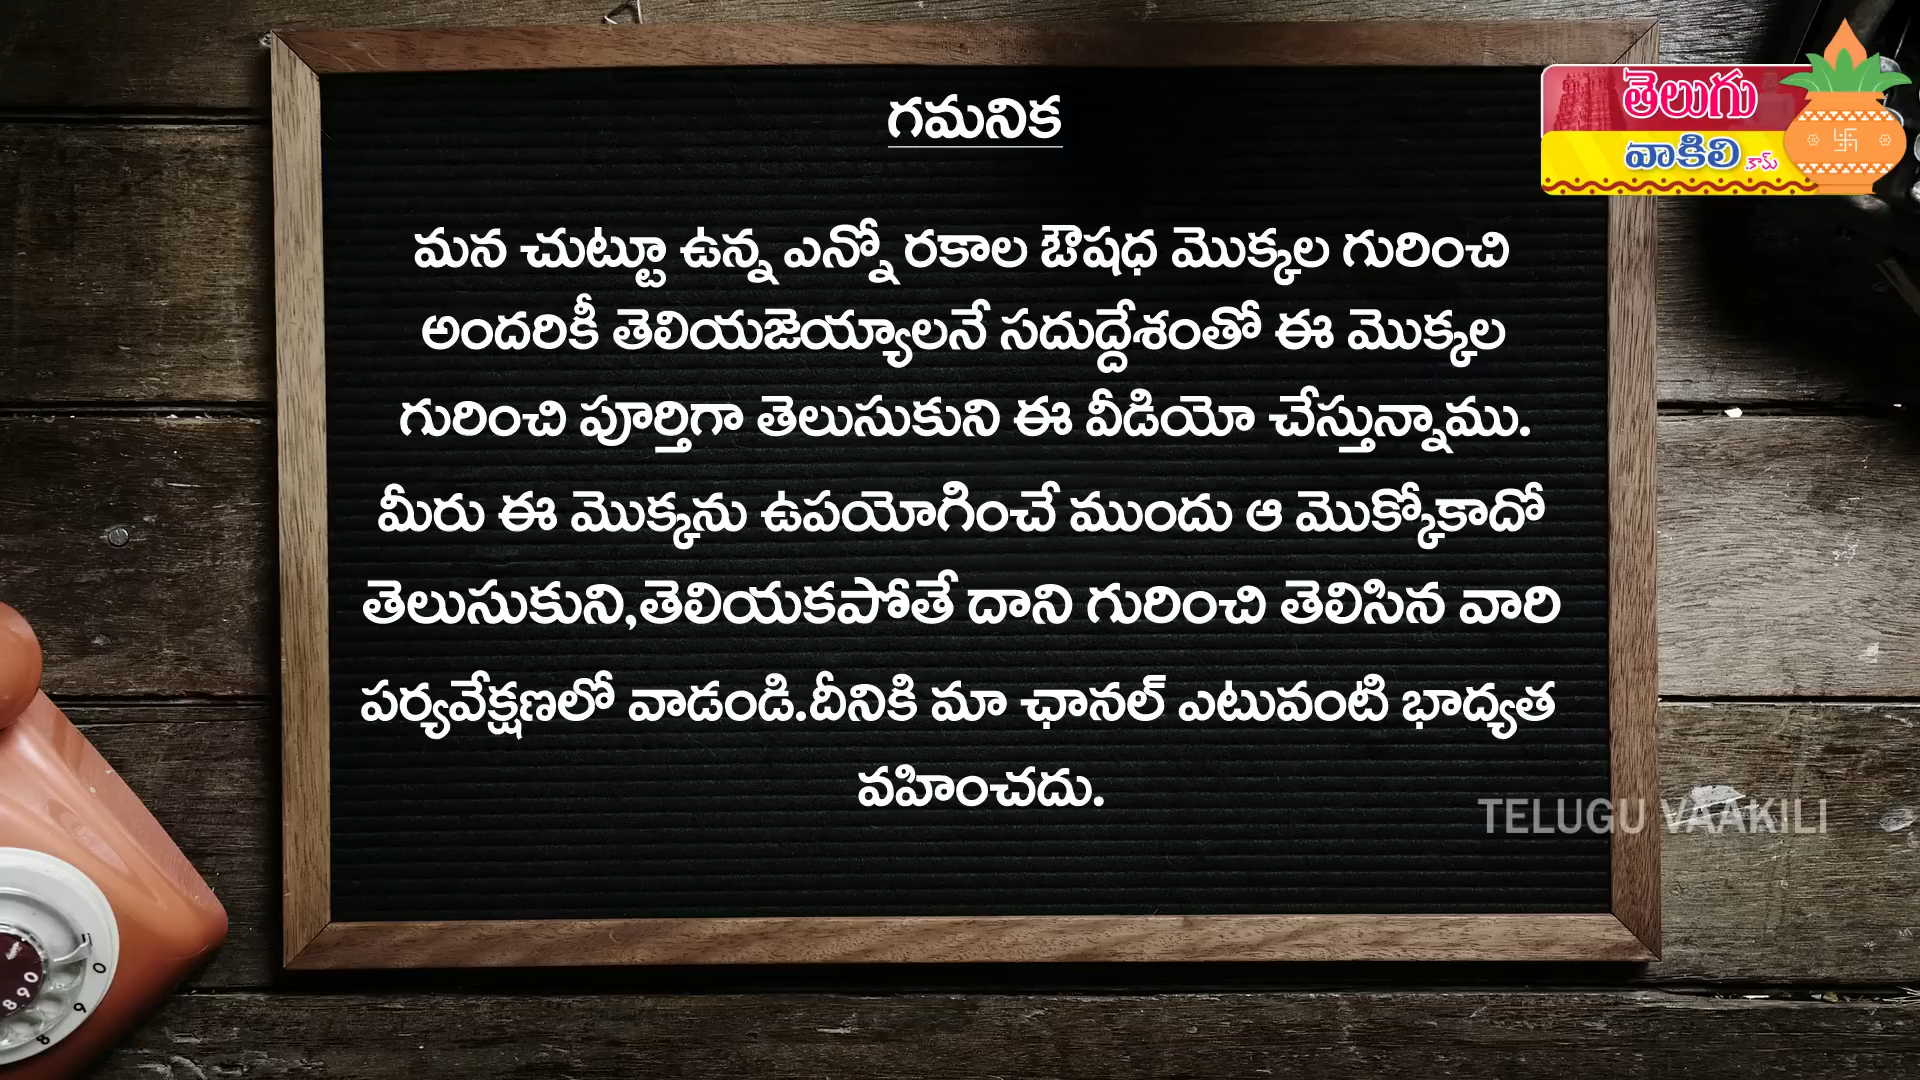 గమనిక
తెలుగు
వాకిలి.కామ్
మన చుట్టూ ఉన్న ఎన్నో రకాల ఔషధ మొక్కల గురించి
అందరికీ తెలియజెయ్యాలనే సదుద్దేశంతో ఈ మొక్కల
గురించి పూర్తిగా తెలుసుకుని ఈ వీడియో చేస్తున్నాము.
మీరు ఈ మొక్కను ఉపయోగించే ముందు ఆ మొక్కోకాదో
తెలుసుకుని,తెలియకపోతే దాని గురించి తెలిసిన వారి
పర్యవేక్షణలో వాడండి.దీనికి మా ఛానల్ ఎటువంటి భాద్యత
వహించదు.
TELUGU VAAKILI